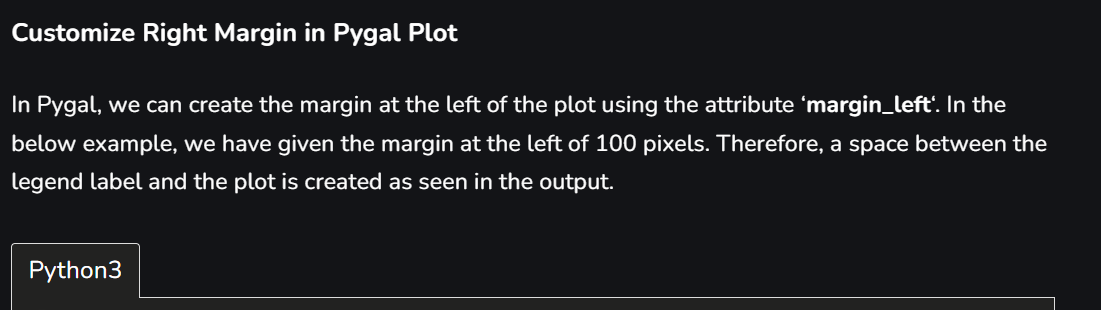 Customize Right Margin in Pygal Plot
In Pygal, we can create the margin at the left of the plot using the attribute ‘margin_left‘. In the
below example, we have given the margin at the left of 100 pixels. Therefore, a space between the
legend label and the plot is created as seen in the output.
Python3